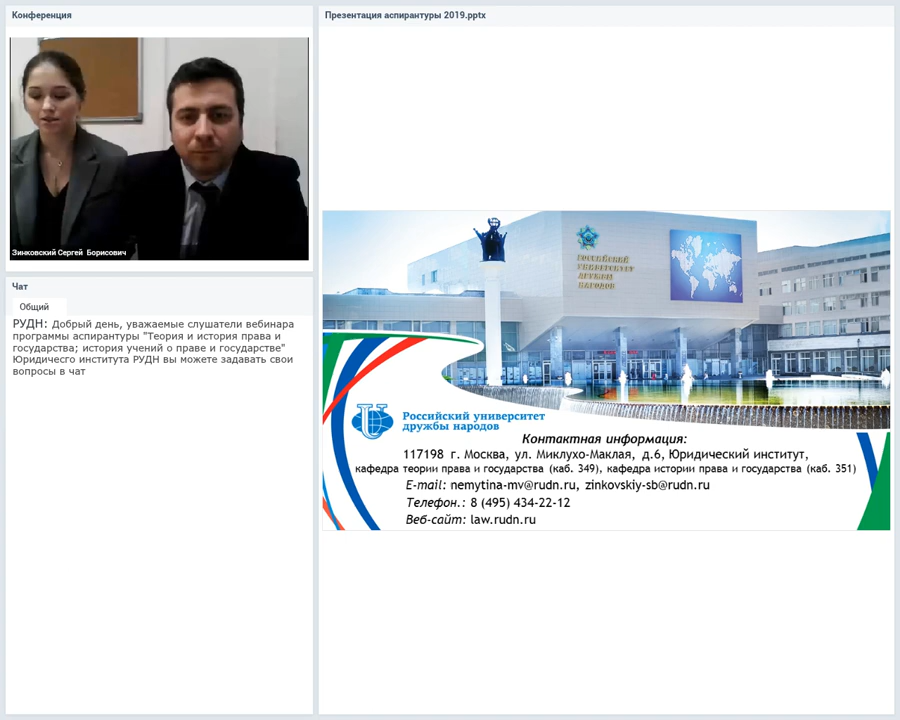 Конференция
Зинковский Сергей Борисович
Чат
Общий
РУДН: Добрый день, уважаемые слушатели вебинара
программы аспирантуры "Теория и история права и
государства; история учений о праве и государстве"
Юридичесго института РУДН вы можете задавать свои
вопросы в чат
Презентация аспирантуры 2019.pptx
РОССИЙСКИЙ
УНИВЕРСИТЕТ
ДРУЖБЫ
НАРОДОВ
Российский университет
дружбы народов
Контактная информация:
117198 г. Москва, ул. Миклухо-Маклая, д.6, Юридический институт,
кафедра теории права и государства (каб. 349), кафедра истории права и государства (каб. 351)
E-mail: nemytina-mv@rudn.ru, zinkovskiy-sb@rudn.ru
Телефон.: 8 (495) 434-22-12
Веб-сайт: law.rudn.ru